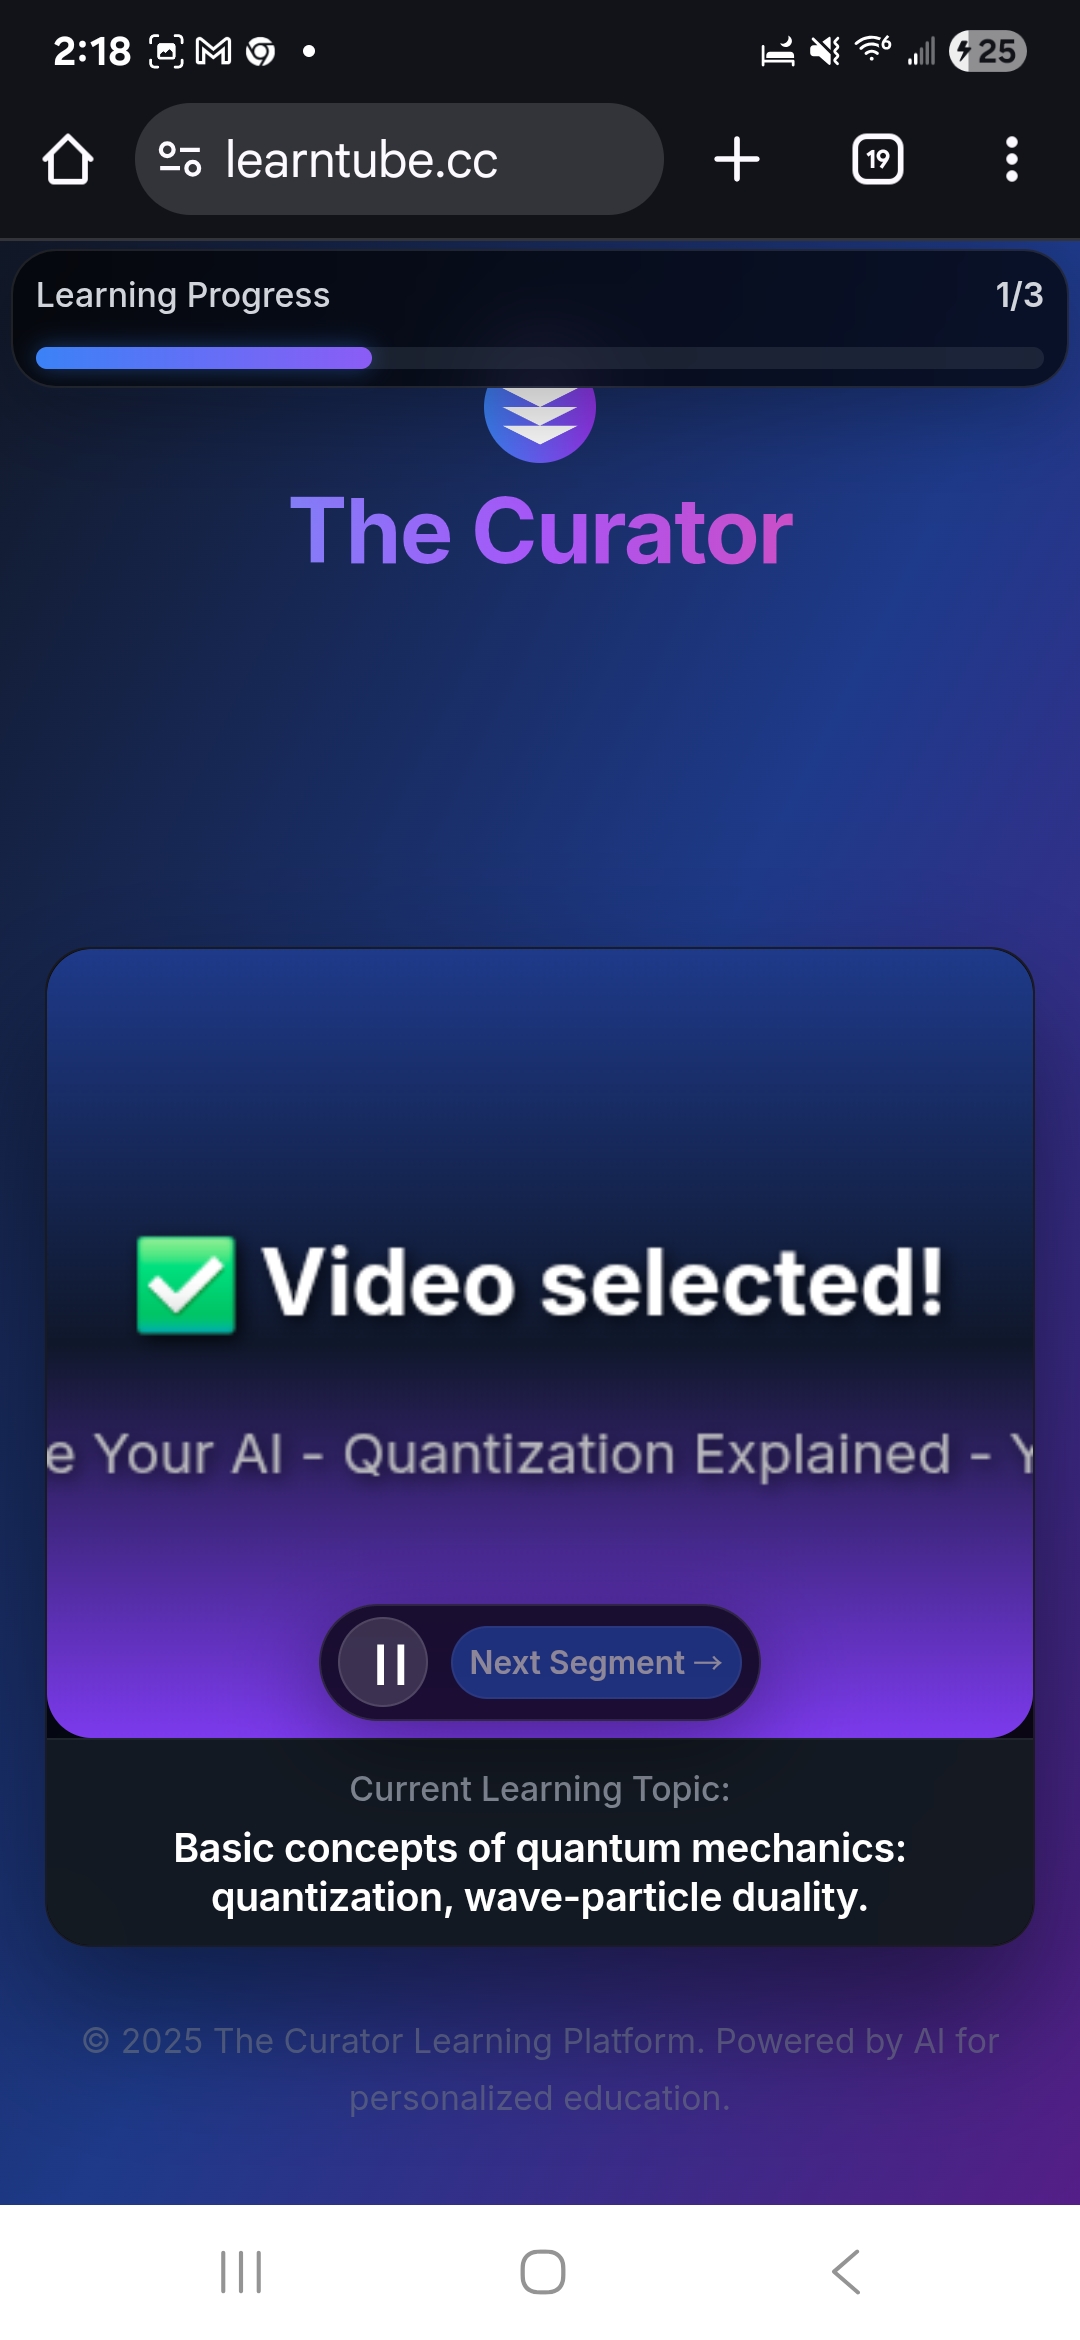 2:18
6
25
learntube.cc
19
Learning Progress
1/3
The Curator
✅ Video selected!
e Your AI - Quantization Explained -
Next Segment →
Current Learning Topic:
Basic concepts of quantum mechanics:
quantization, wave-particle duality.
© 2025 The Curator Learning Platform. Powered by AI for
personalized education.